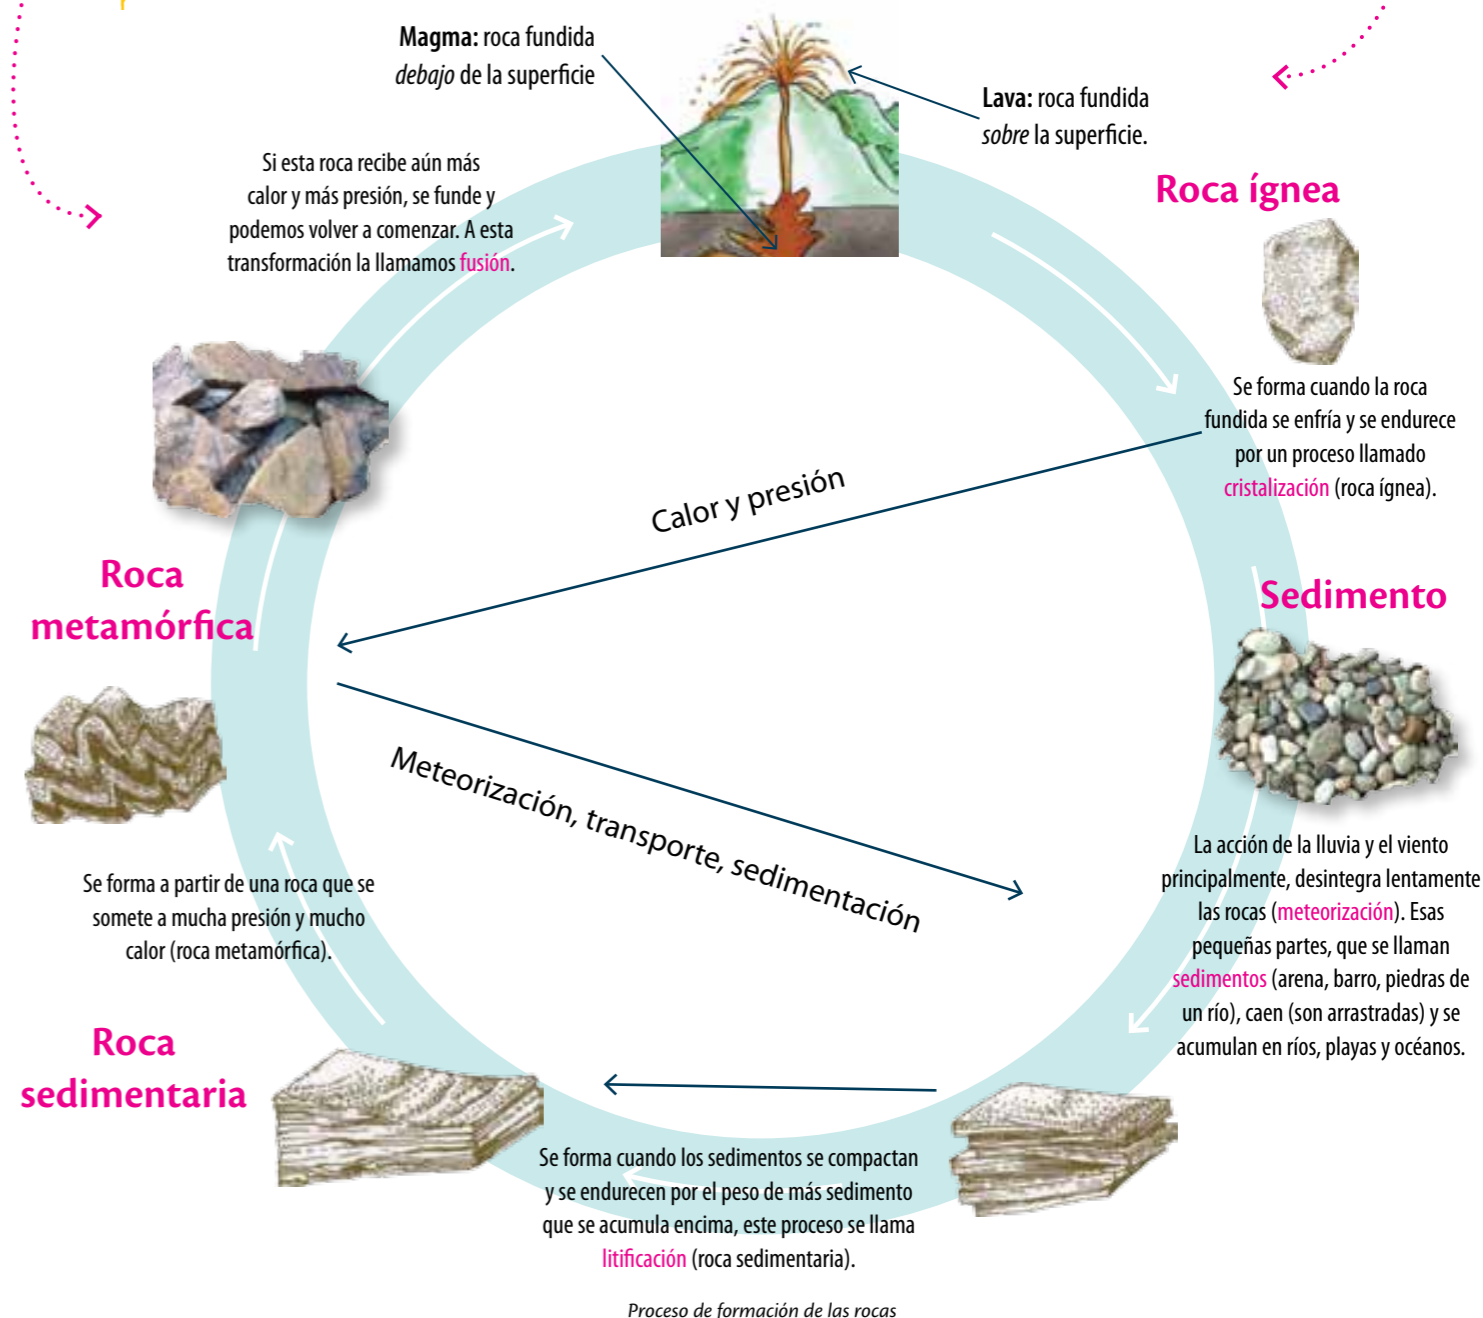 Magma: roca fundida
debajo de la superficie
Lava: roca fundida
sobre la superficie.
Si esta roca recibe aún más
calor y más presión, se funde y
podemos volver a comenzar. A esta
transformación la llamamos fusión.
Roca ígnea
Se forma cuando la roca
fundida se enfría y se endurece
por un proceso llamado
cristalización (roca ígnea).
Calor y presión
Roca
metamórfica
Sedimento
Meteorización, transporte, sedimentación
La acción de la lluvia y el viento
principalmente, desintegra lentamente
las rocas (meteorización). Esas
pequeñas partes, que se llaman
sedimentos (arena, barro, piedras de
un río), caen (son arrastradas) y se
acumulan en ríos, playas y océanos.
Se forma a partir de una roca que se
somete a mucha presión y mucho
calor (roca metamórfica).
Roca
sedimentaria
Se forma cuando los sedimentos se compactan
y se endurecen por el peso de más sedimento
que se acumula encima, este proceso se llama
litificación (roca sedimentaria).
Proceso de formación de las rocas